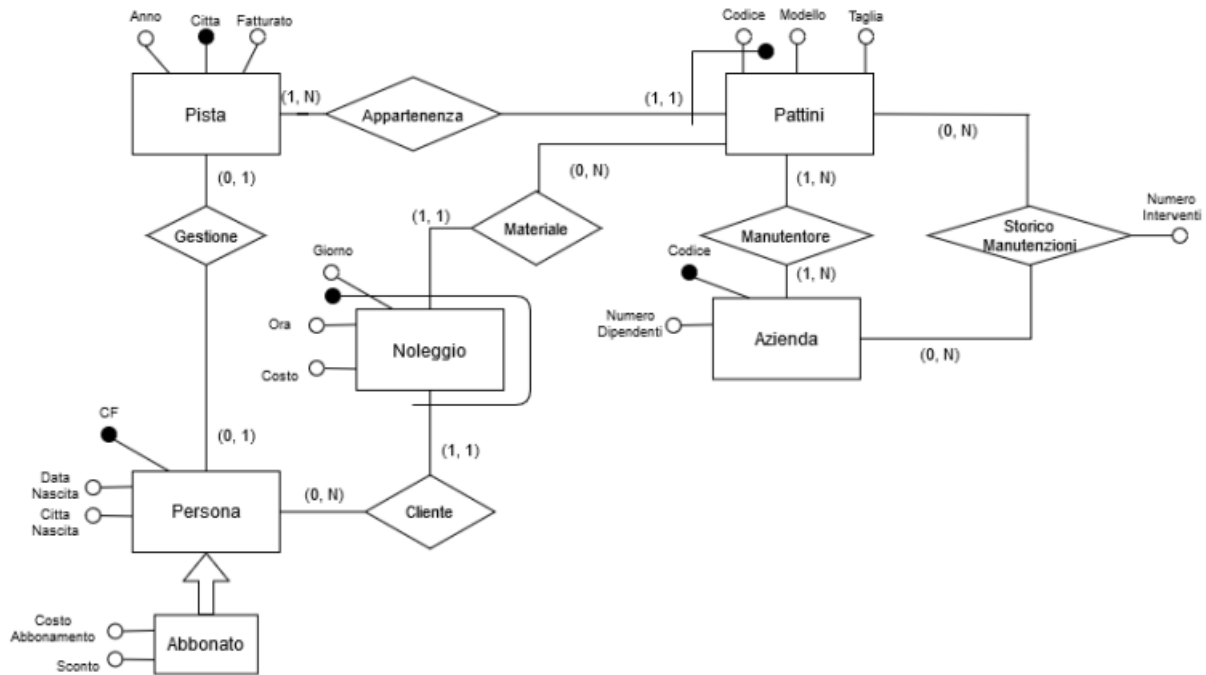 Anno
Citta
Fatturato
Codice
Modello
Taglia
Pista
(1, N)
Appartenenza
(1, 1)
Pattini
(0, N)
(0, 1)
(0, N)
(1, N)
Numero
Interventi
(1, 1)
Gestione
Materiale
Manutentore
Storico
Manutenzioni
Giorno
Codice
(1, N)
Ora
Noleggio
Numero
Dipendenti
Azienda
(0, N)
Costo
CF
(0, 1)
(1, 1)
Data
Nascita
Citta
Nascita
Persona
(0, N)
Cliente
Costo
Abbonamento
Abbonato
Sconto